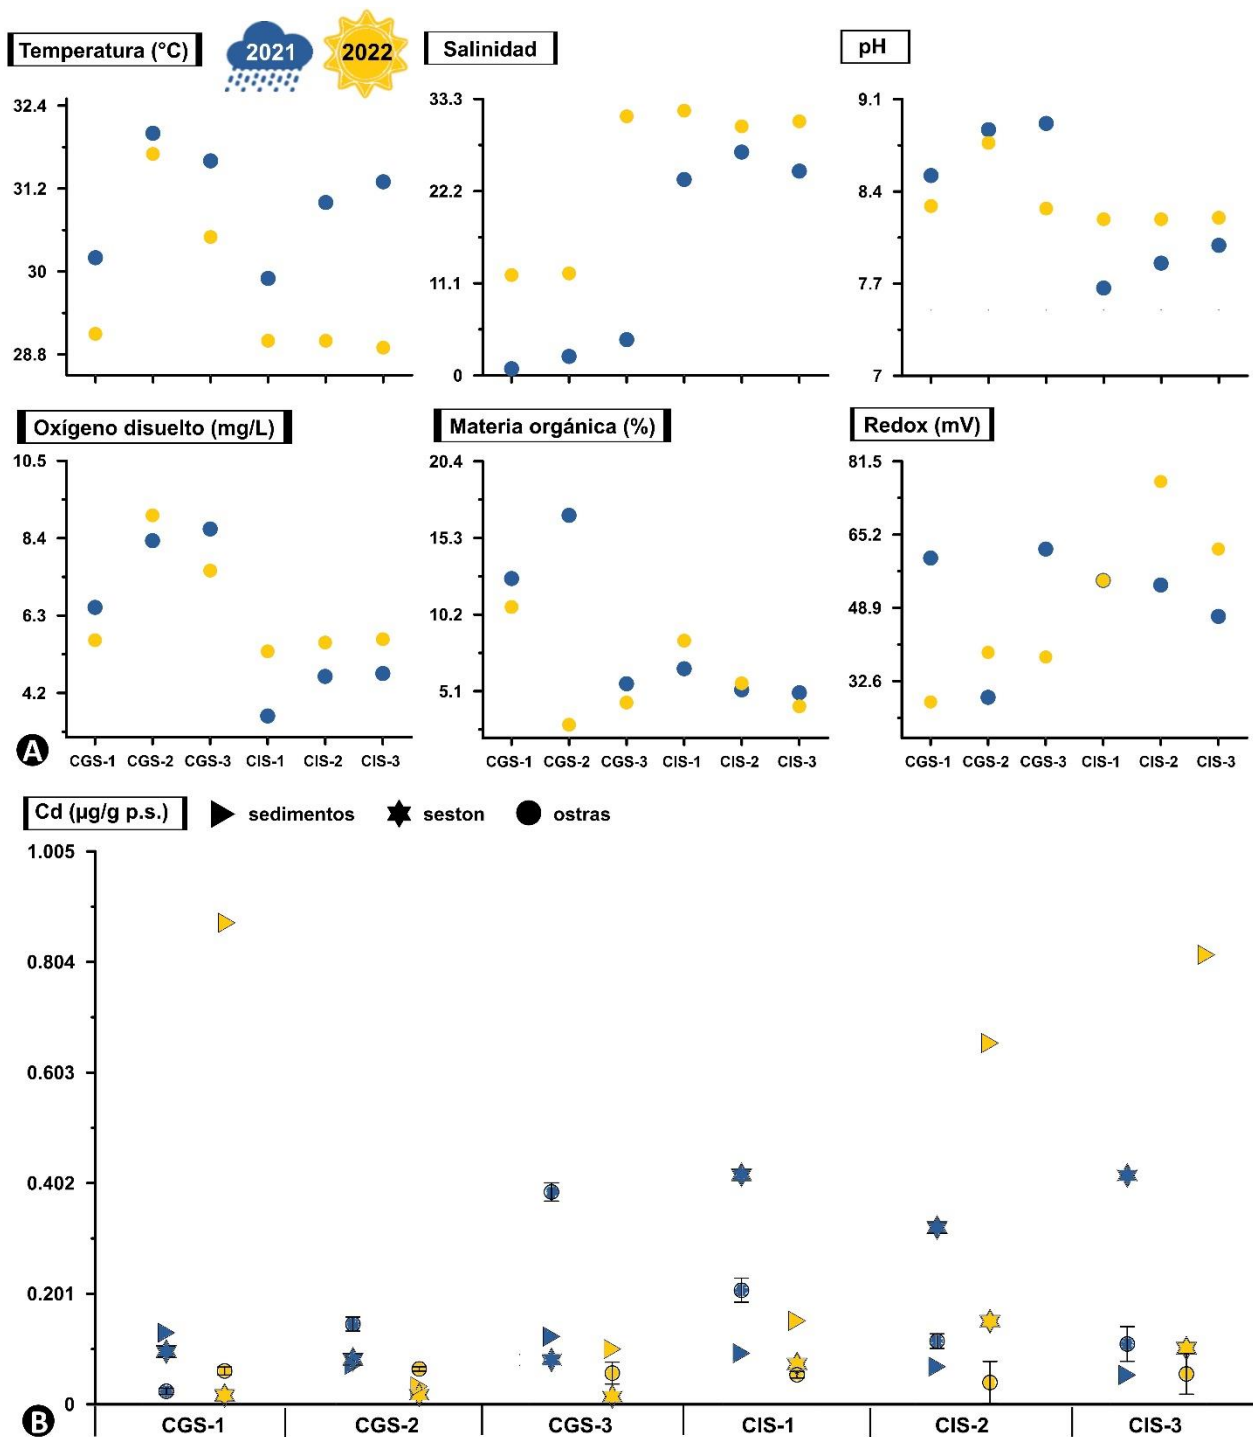 Temperatura (°C)
2021
2022
Salinidad
pH
32.4
31.2
30
28.8
33.3
22.2
11.1
0
9.1
8.4
7.7
7
Oxígeno disuelto (mg/L)
Materia orgánica (%)
Redox (mV)
10.5
8.4
6.3
4.2
20.4
15.3
10.2
5.1
81.5
65.2
48.9
32.6
A
CGS-1 CGS-2 CGS-3 CIS-1 CIS-2 CIS-3
CGS-1 CGS-2 CGS-3 CIS-1 CIS-2 CIS-3
CGS-1 CGS-2 CGS-3 CIS-1 CIS-2 CIS-3
Cd (µg/g p.s.)
sedimentos
seston
ostras
1.005
0.804
0.603
0.402
0.201
0
B
CGS-1 CGS-2 CGS-3 CIS-1 CIS-2 CIS-3